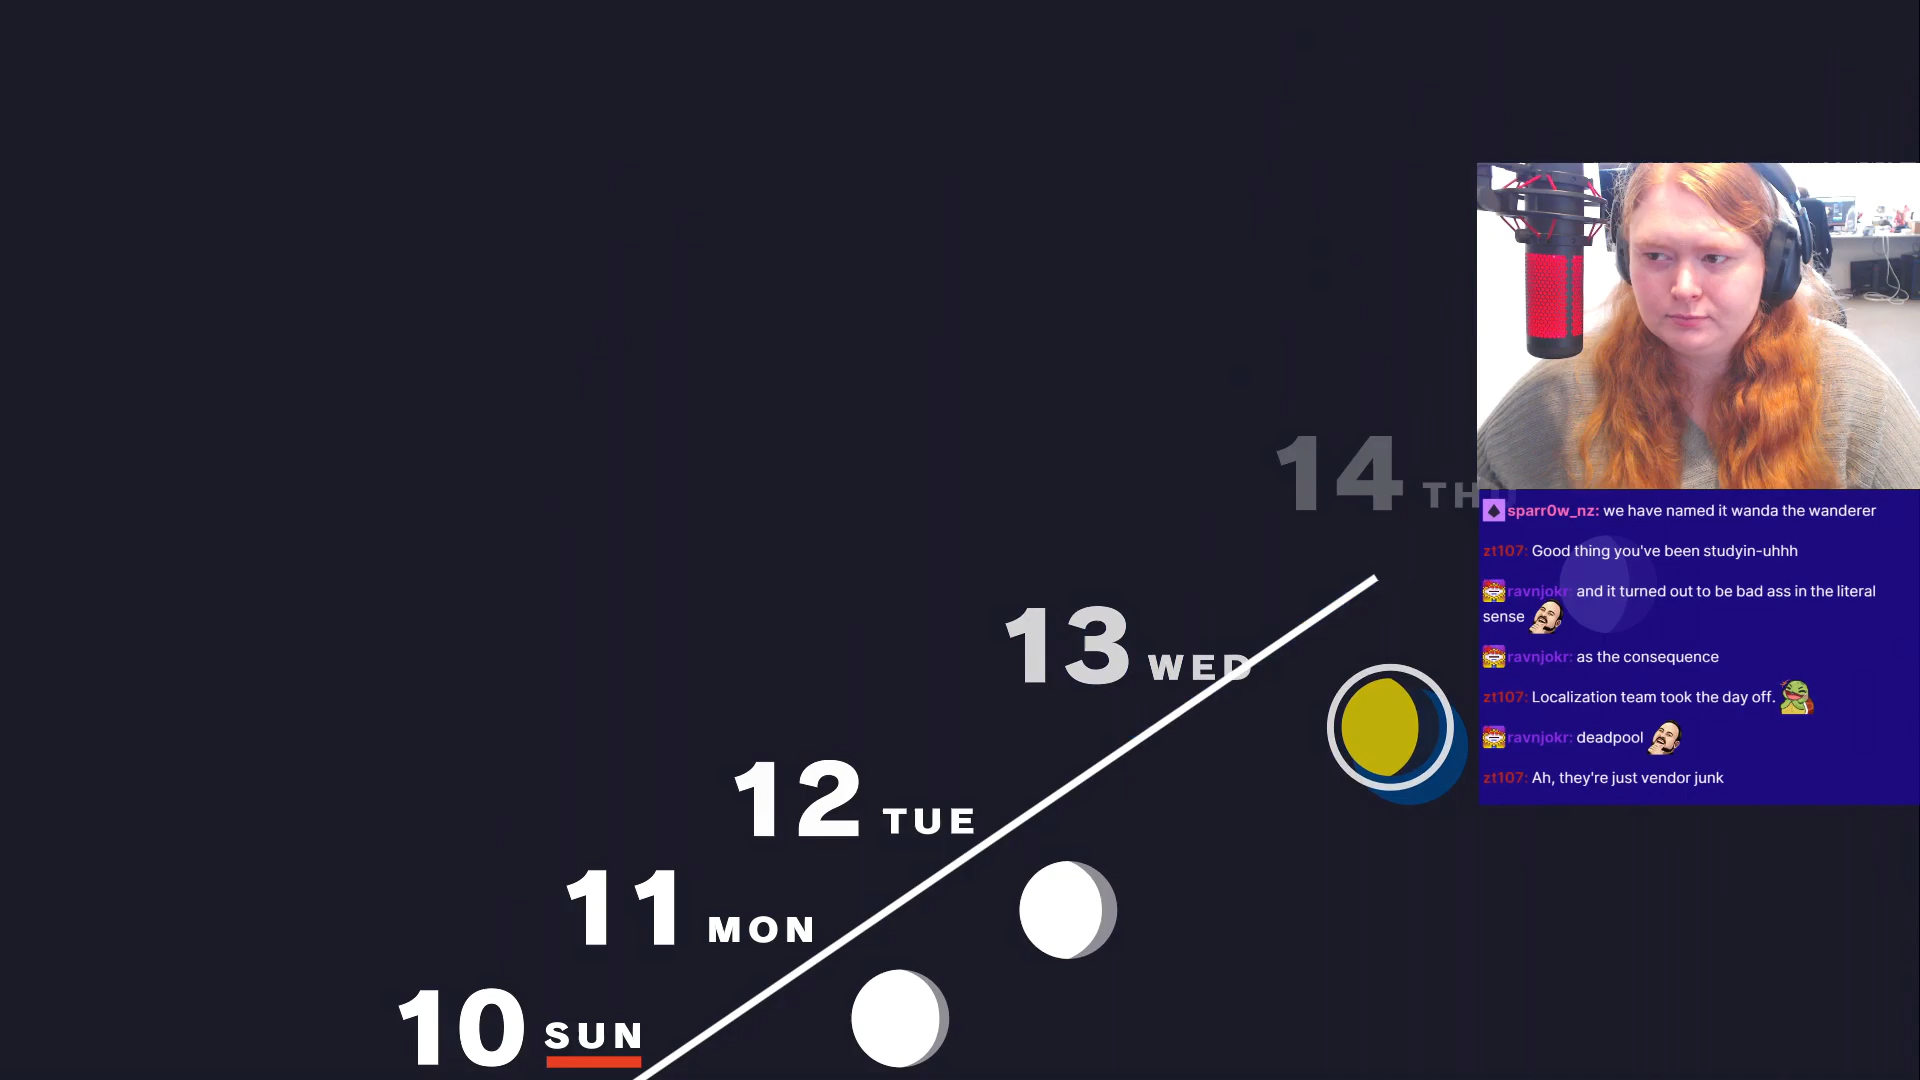 14 THU
13 WED
12 TUE
11 MON
10 SUN
sparr0w_nz: we have named it wanda the wanderer
zt107: Good thing you've been studyin-uhhh
ravnjokr: and it turned out to be bad ass in the literal
sense
ravnjokr: as the consequence
zt107: Localization team took the day off.
ravnjokr: deadpool
zt107: Ah, they're just vendor junk